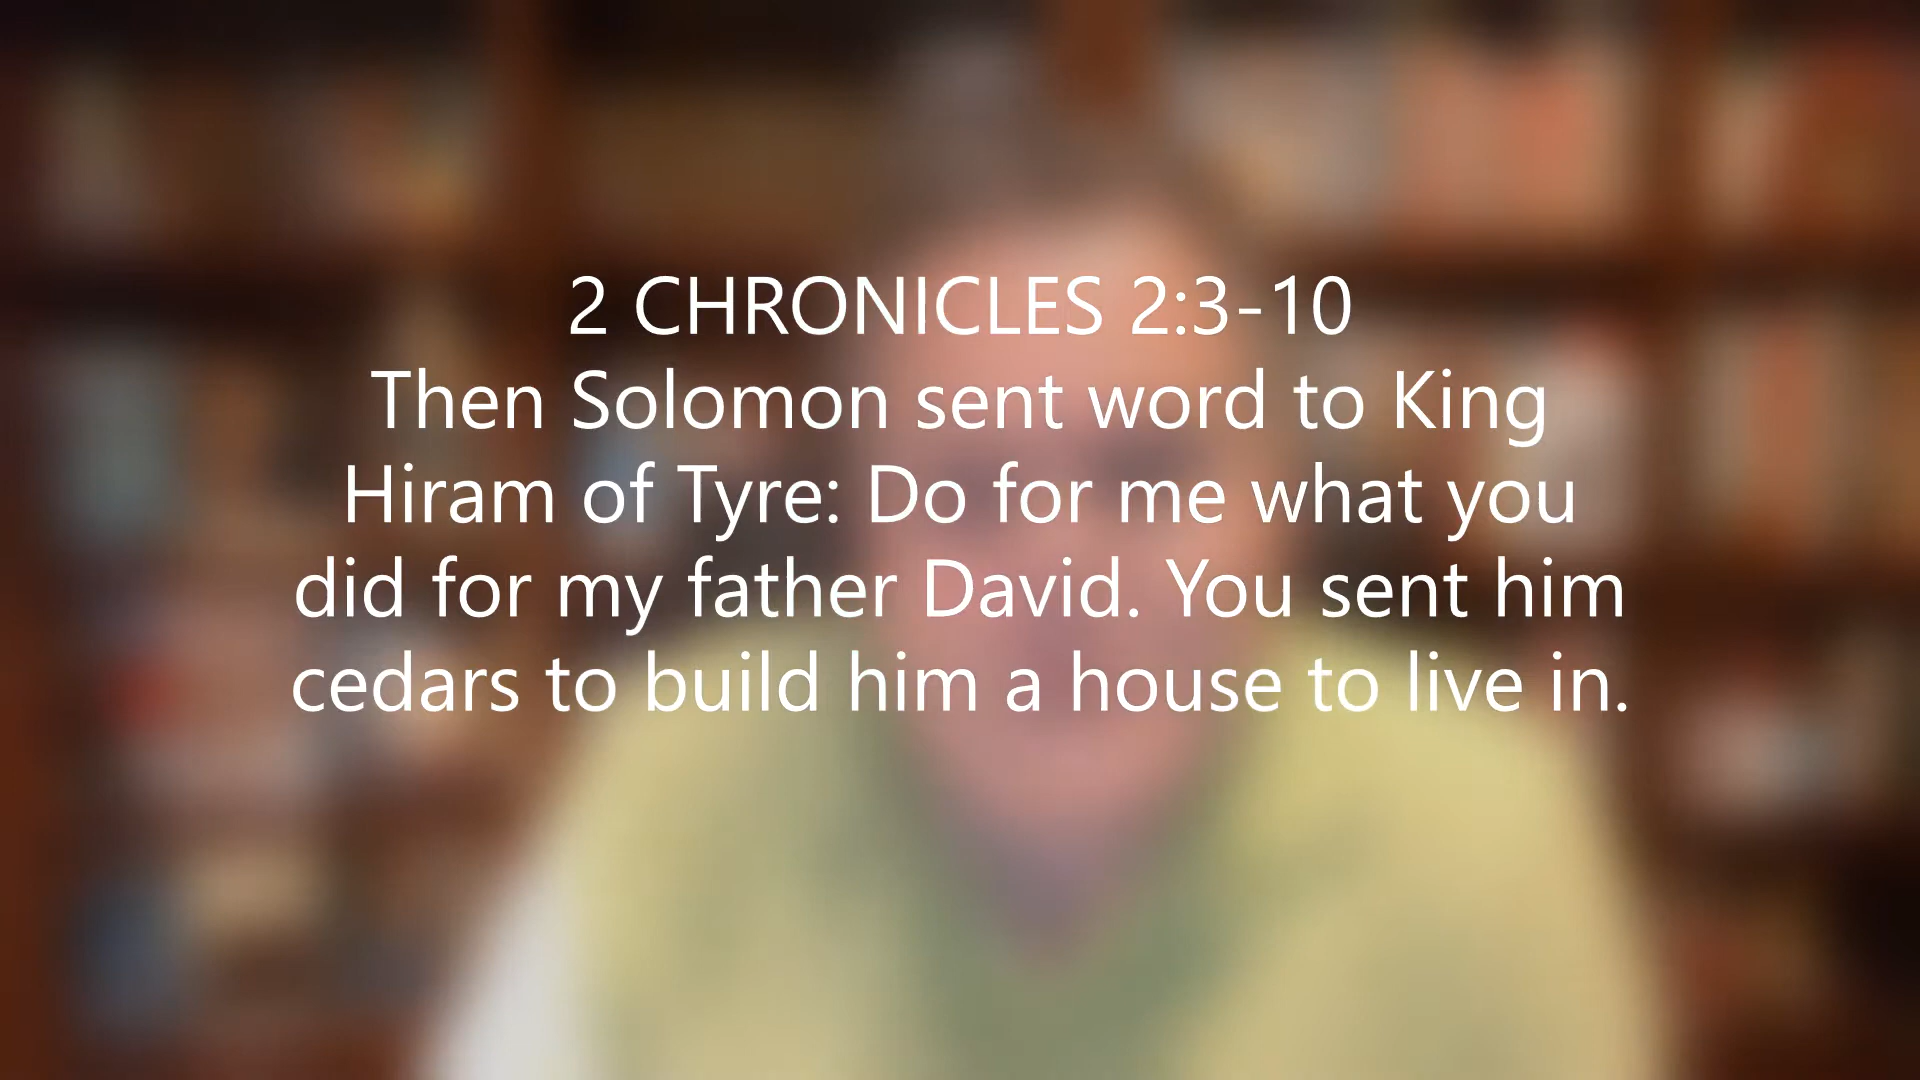 2 CHRONICLES 2:3-10
Then Solomon sent word to King
Hiram of Tyre: Do for me what you
did for my father David. You sent him
cedars to build him a house to live in.